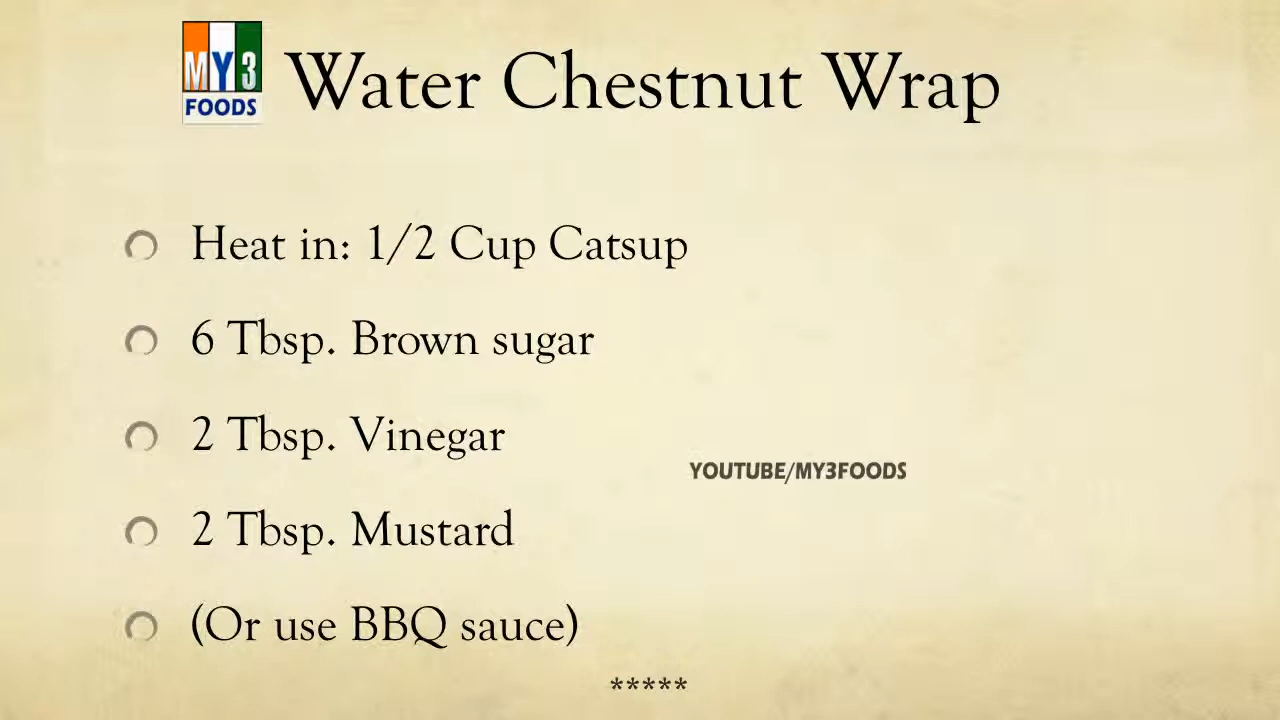 MY3
FOODS
Water Chestnut Wrap
Heat in: 1/2 Cup Catsup
6 Tbsp. Brown sugar
2 Tbsp. Vinegar
YOUTUBE/MY3FOODS
2 Tbsp. Mustard
(Or use BBQ sauce)
*****